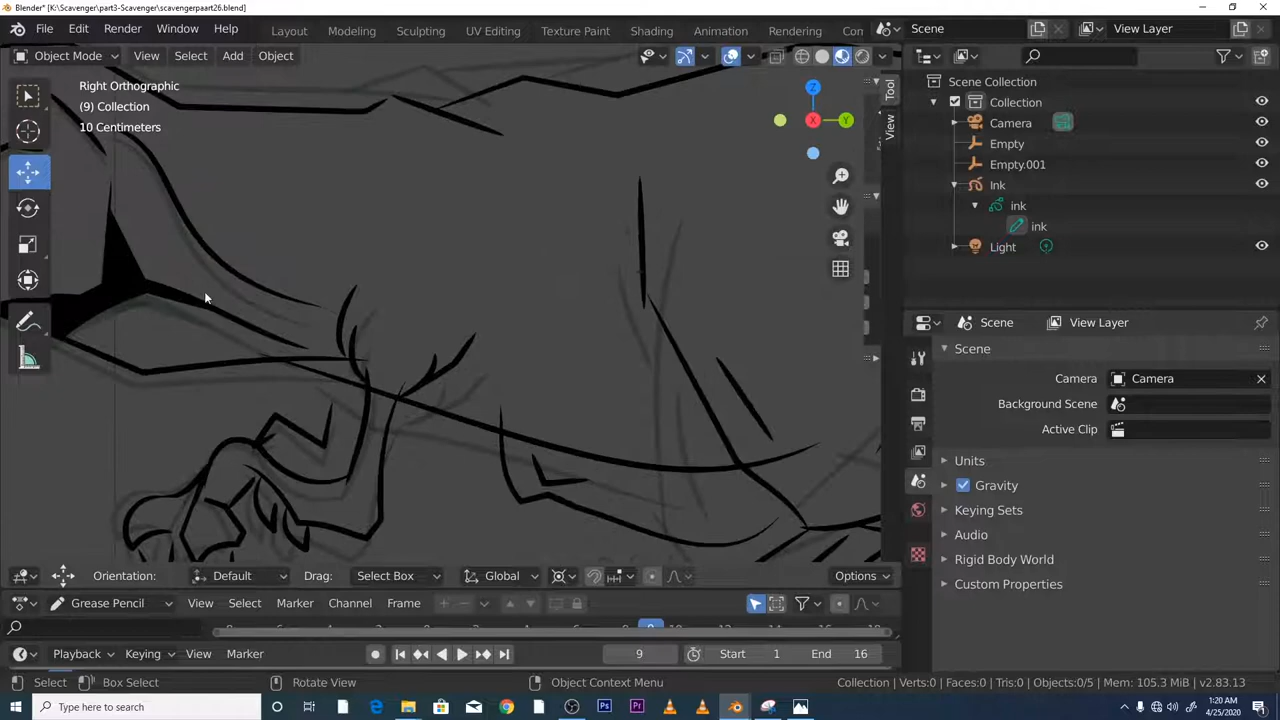 Blender* [K:\Scavenger\part3-Scavenger\scavengerpaart26.blend]
File Edit Render Window Help Layout Modeling Sculpting UV Editing Texture Paint Shading Animation Rendering Con Scene View Layer
Object Mode View Select Add Object
Right Orthographic
(9) Collection
10 Centimeters
Z
X
Y
Tool
View
Scene Collection
Collection
Camera
Empty
Empty.001
Ink
ink
ink
Light
Scene View Layer
Scene
Camera Camera
Background Scene
Active Clip
Units
Gravity
Keying Sets
Audio
Rigid Body World
Custom Properties
Orientation: Default Drag: Select Box Global Options
Grease Pencil View Select Marker Channel Frame
9
Playback Keying View Marker 9 Start 1 End 16
Select Box Select Rotate View Object Context Menu Collection | Verts:0 | Faces:0 | Tris:0 | Objects:0/5 | Mem: 105.3 MiB | v2.83.13
Type here to search
1:20 AM
4/25/2020